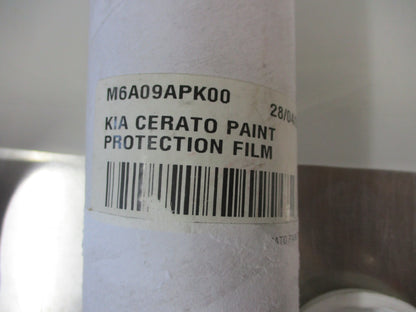 M6A09APK00
28/04
KIA CERATO PAINT
PROTECTION FILM